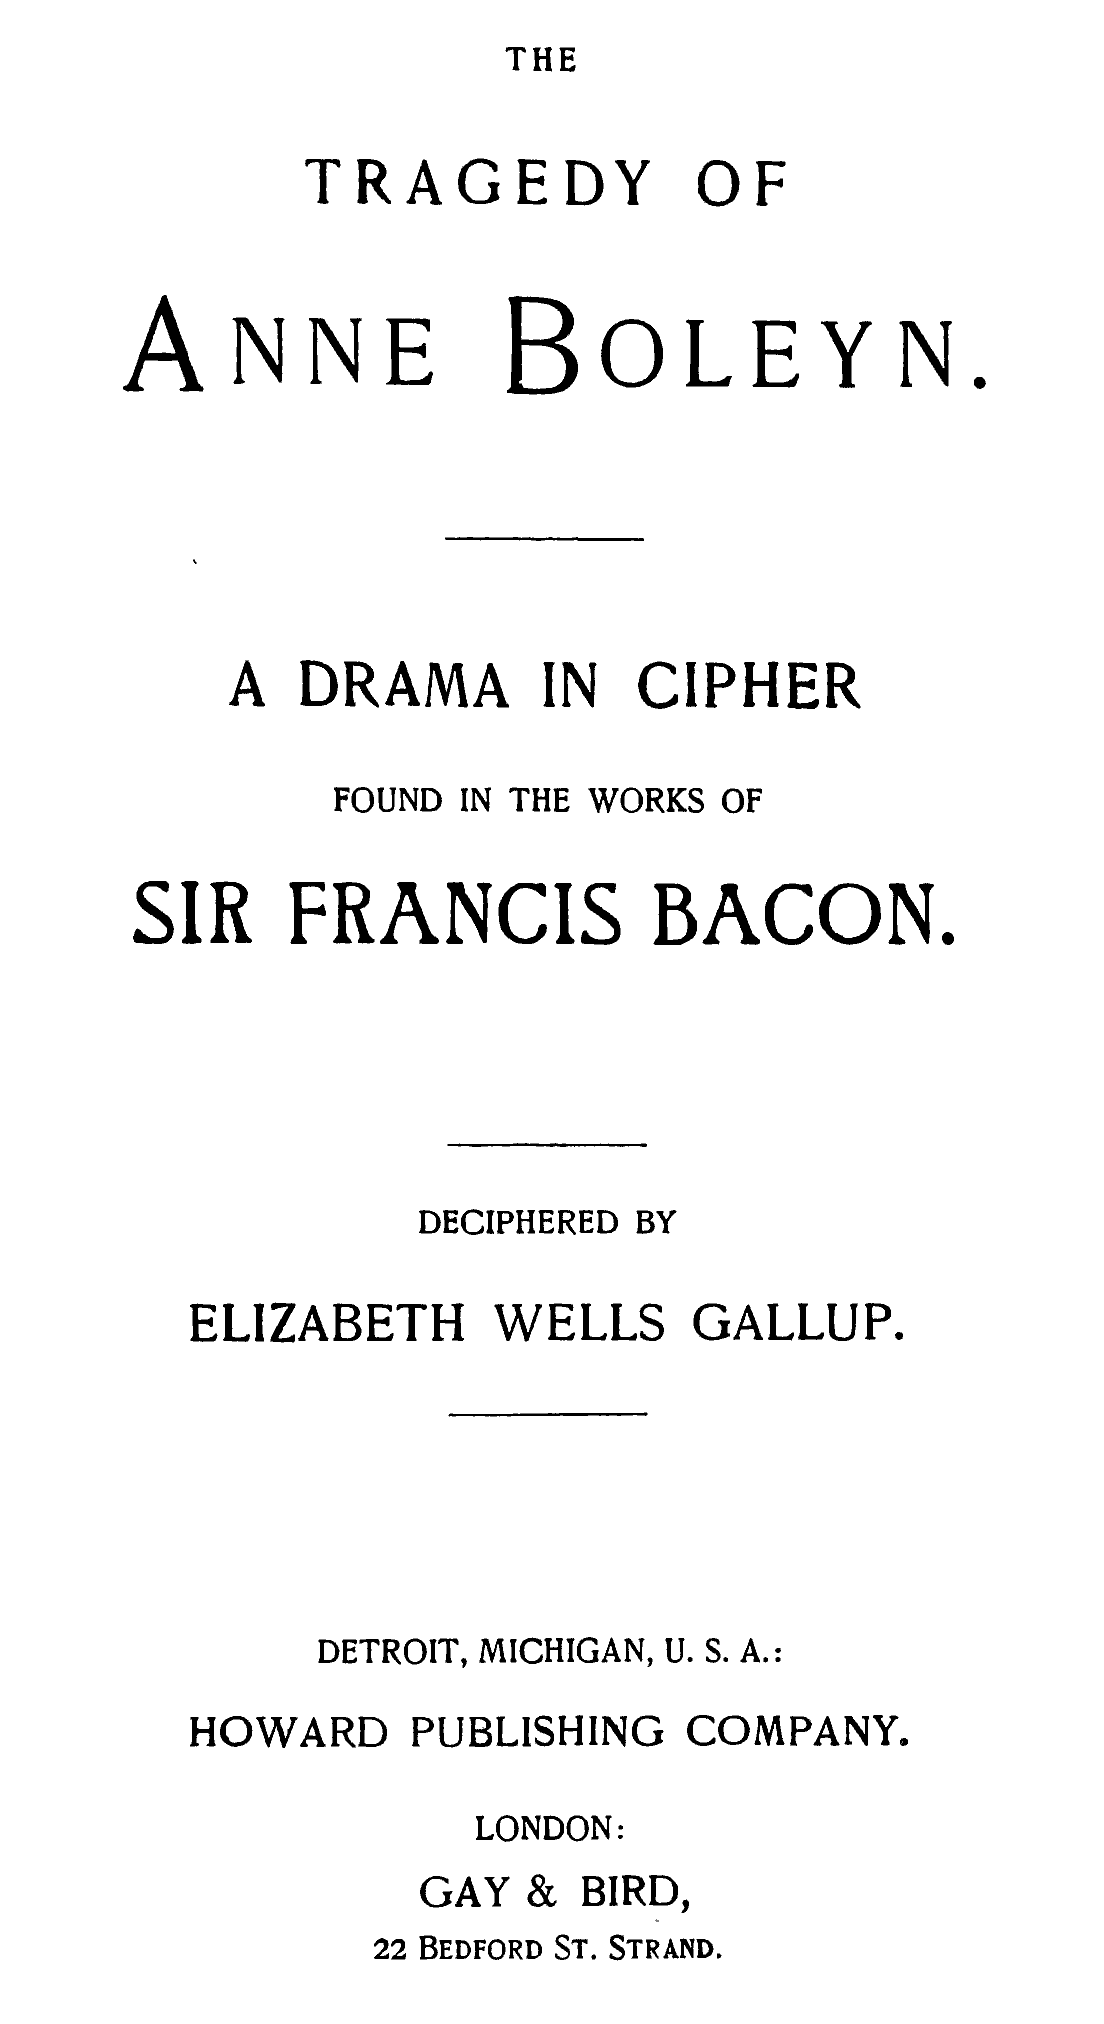 THE
TRAGEDY OF
ANNE BOLEYN.
A DRAMA IN CIPHER
FOUND IN THE WORKS OF
SIR FRANCIS BACON.
DECIPHERED BY
ELIZABETH WELLS GALLUP.
DETROIT, MICHIGAN, U. S. A.:
HOWARD PUBLISHING COMPANY.
LONDON:
GAY & BIRD,
22 BEDFORD ST. STRAND.